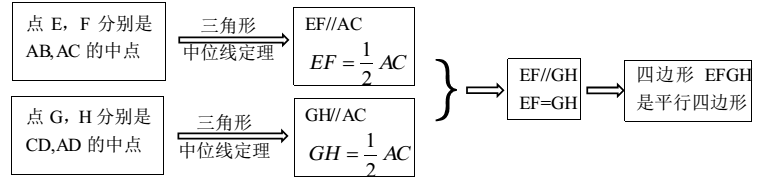 点 E，F 分别是
AB,AC 的中点
三角形
中位线定理
EF//AC
EF = 1/2 AC
点 G，H 分别是
CD,AD 的中点
三角形
中位线定理
GH//AC
GH = 1/2 AC
EF//GH
EF=GH
四边形 EFGH
是平行四边形